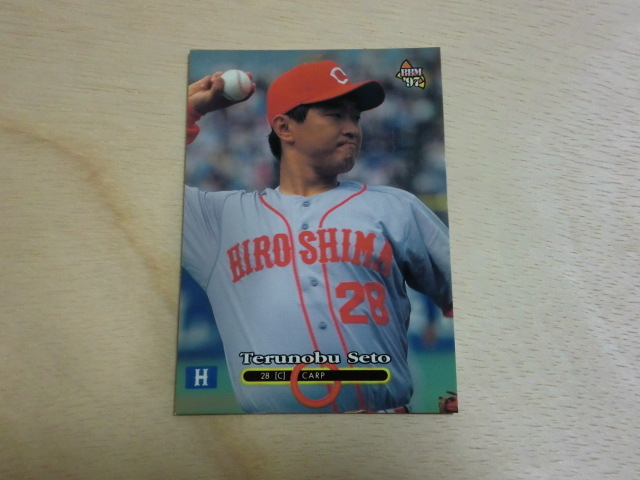 BBM
'97
C
HIROSHIMA
28
Terunobu Seto
H
28 [C] CARP